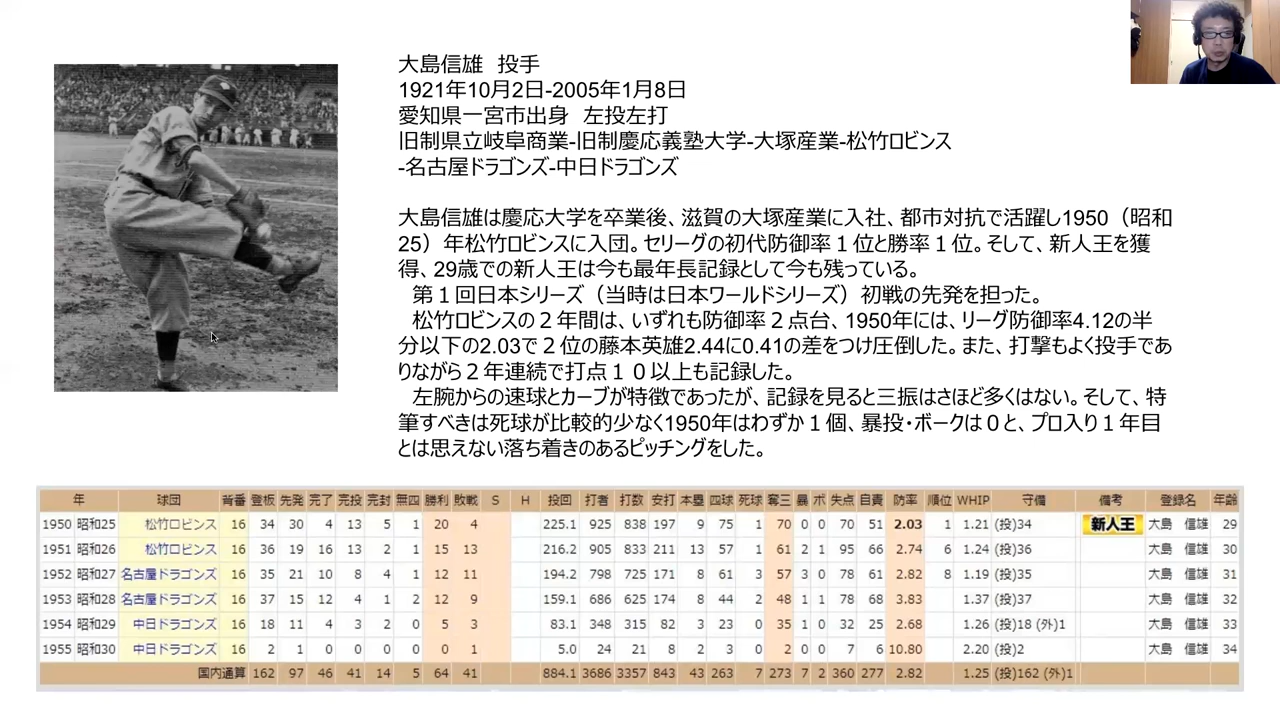 大島信雄　投手
1921年10月2日-2005年1月8日
愛知県一宮市出身　左投左打
旧制県立岐阜商業-旧制慶応義塾大学-大塚産業-松竹ロビンス
-名古屋ドラゴンズ-中日ドラゴンズ
大島信雄は慶応大学を卒業後、滋賀の大塚産業に入社、都市対抗で活躍し1950（昭和
25）年松竹ロビンスに入団。セリーグの初代防御率１位と勝率１位。そして、新人王を獲
得、29歳での新人王は今も最年長記録として今も残っている。
　第１回日本シリーズ（当時は日本ワールドシリーズ）初戦の先発を担った。
　松竹ロビンスの２年間は、いずれも防御率２点台、1950年には、リーグ防御率4.12の半
分以下の2.03で２位の藤本英雄2.44に0.41の差をつけ圧倒した。また、打撃もよく投手であ
りながら２年連続で打点１０以上も記録した。
　左腕からの速球とカーブが特徴であったが、記録を見ると三振はさほど多くはない。そして、特
筆すべきは死球が比較的少なく1950年はわずか１個、暴投・ボークは０と、プロ入り１年目
とは思えない落ち着きのあるピッチングをした。
年 球団 背番 登板 先発 完了 完投 完封 無四 勝利 敗戦 S H 投回 打者 打数 安打 本塁 四球 死球 奪三 暴 ボ 失点 自責 防率 順位 WHIP 守備 備考 登録名 年齢
1950 昭和25 松竹ロビンス 16 34 30 4 13 5 1 20 4 225.1 925 838 197 9 75 1 70 0 0 70 51 2.03 1 1.21 (投)34 新人王 大島　信雄 29
1951 昭和26 松竹ロビンス 16 36 19 16 13 2 1 15 13 216.2 905 833 211 13 57 1 61 2 1 95 66 2.74 6 1.24 (投)36 大島　信雄 30
1952 昭和27 名古屋ドラゴンズ 16 35 21 10 8 4 1 12 11 194.2 798 725 171 8 61 3 57 3 0 78 61 2.82 8 1.19 (投)35 大島　信雄 31
1953 昭和28 名古屋ドラゴンズ 16 37 15 12 4 1 2 12 9 159.1 686 625 174 8 44 2 48 1 1 78 68 3.83 1.37 (投)37 大島　信雄 32
1954 昭和29 中日ドラゴンズ 16 18 11 4 3 2 0 5 3 83.1 348 315 82 3 23 0 35 1 0 32 25 2.68 1.26 (投)18 (外)1 大島　信雄 33
1955 昭和30 中日ドラゴンズ 16 2 1 0 0 0 0 0 1 5.0 24 21 8 2 3 0 2 0 0 7 6 10.80 2.20 (投)2 大島　信雄 34
国内通算 162 97 46 41 14 5 64 41 884.1 3686 3357 843 43 263 7 273 7 2 360 277 2.82 1.25 (投)162 (外)1